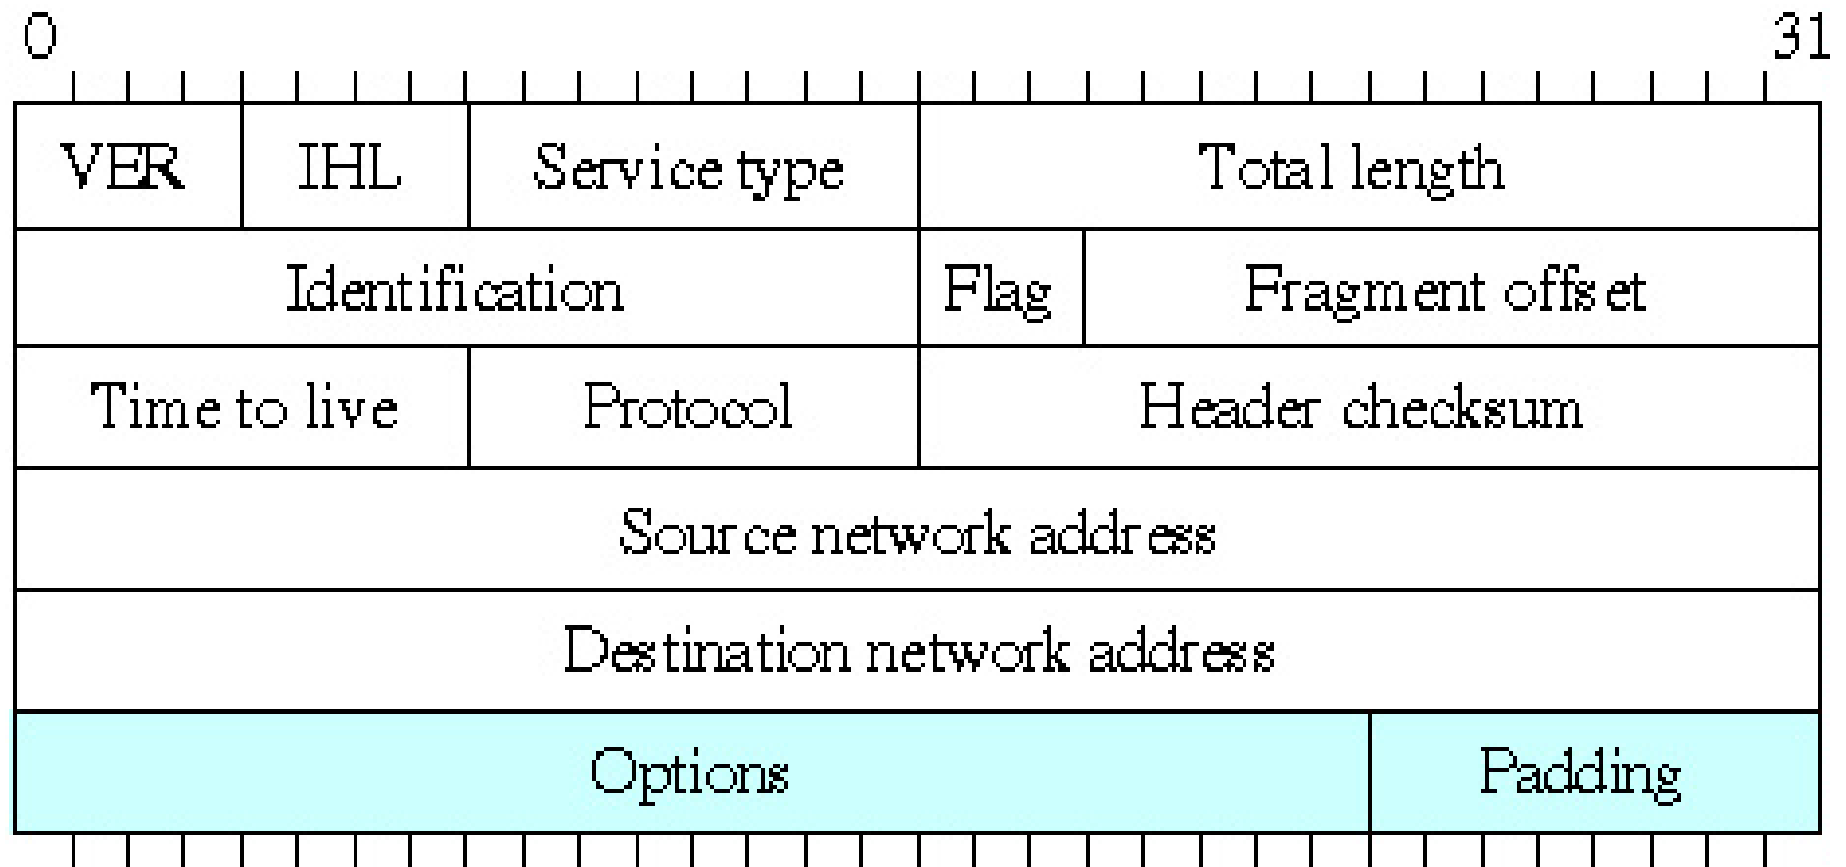 0 31
VER IHL Service type Total length
Identification Flag Fragment offset
Time to live Protocol Header checksum
Source network address
Destination network address
Options Padding